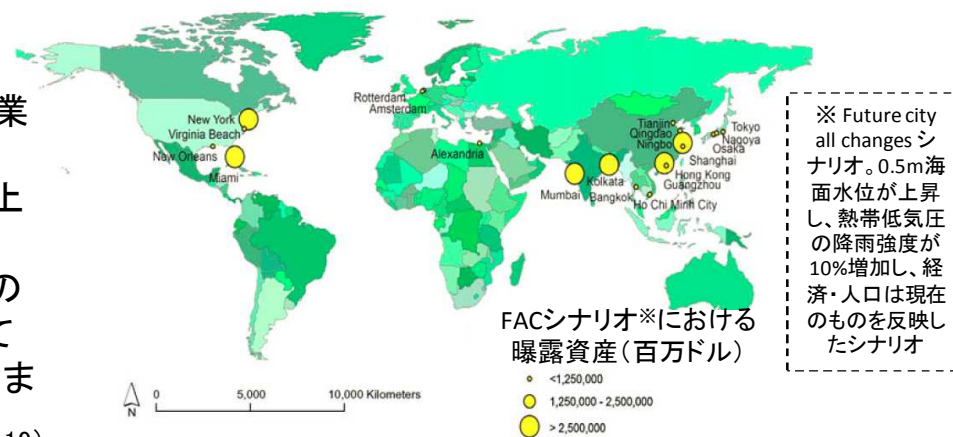 業
上
の
て
ま
10)
Rotterdam
Amsterdam
New York
Virginia Beach
New Orleans
Miami
Alexandria
Tianjin
Qingdao
Ningbo
Tokyo
Nagoya
Osaka
Shanghai
Hong Kong
Guangzhou
Kolkata
Mumbai
Bangkok
Ho Chi Minh City
※ Future city
all changes シ
ナリオ。0.5m海
面水位が上昇
し、熱帯低気圧
の降雨強度が
10%増加し、経
済・人口は現在
のものを反映し
たシナリオ
FACシナリオ※における
曝露資産(百万ドル)
<1,250,000
1,250,000 - 2,500,000
> 2,500,000
N
0 5,000 10,000 Kilometers